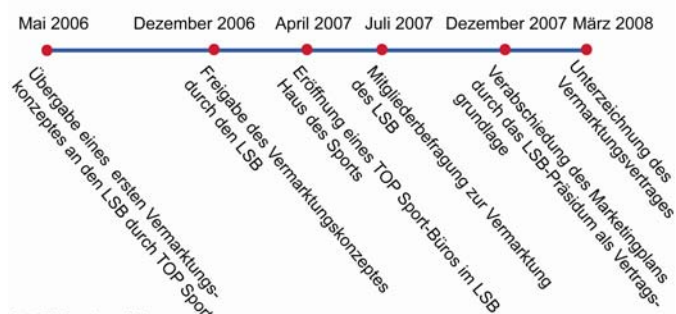 Mai 2006
Dezember 2006
April 2007
Juli 2007
Dezember 2007
März 2008
Übergabe eines ersten Vermarktungs-
konzeptes an den LSB durch TOP Sport
Freigabe des Vermarktungskonzeptes
durch den LSB
Eröffnung eines TOP Sport-Büros im LSB
Haus des Sports
Mitgliederbefragung zur Vermarktung
des LSB
Verabschiedung des Marketingplans
durch das LSB-Präsidum als Vertrags-
grundlage
Unterzeichnung des
Vermarktungsvertrages